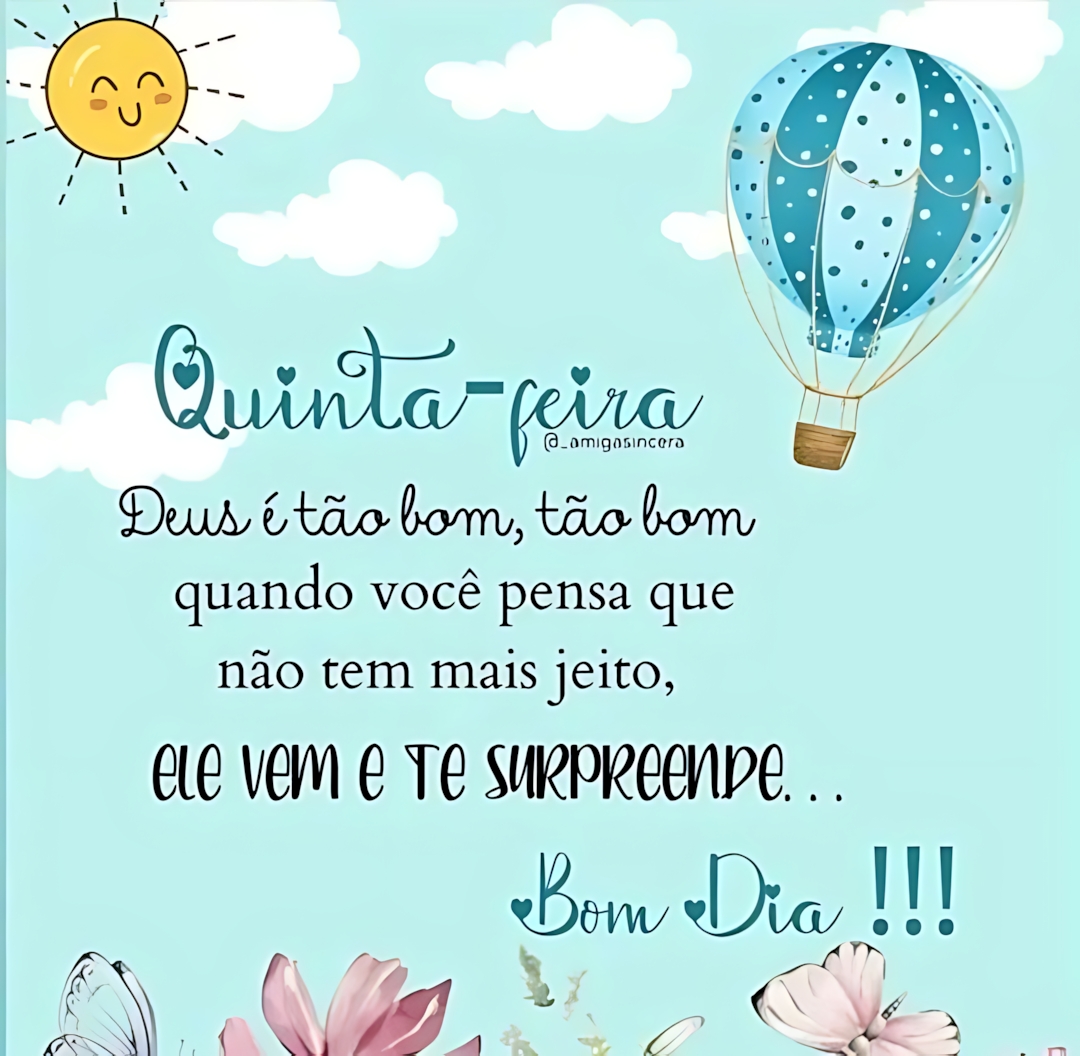 Quinta-feira
@_amigasincera
Deus é tão bom, tão bom
quando você pensa que
não tem mais jeito,
ELE VEM E TE SURPREENDE...
Bom Dia !!!